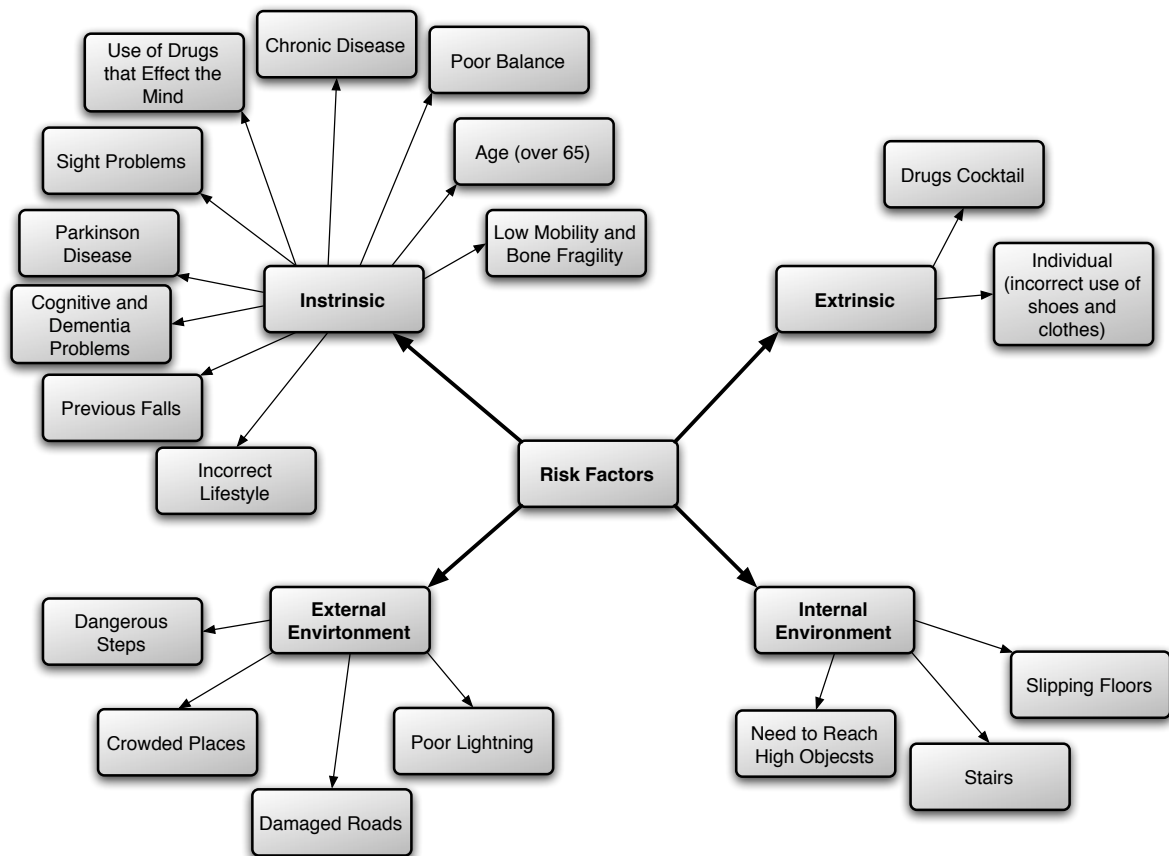 Chronic Disease
Use of Drugs
that Effect the
Mind
Poor Balance
Sight Problems
Age (over 65)
Drugs Cocktail
Parkinson
Disease
Low Mobility and
Bone Fragility
Instrinsic
Extrinsic
Individual
(incorrect use of
shoes and
clothes)
Cognitive and
Dementia
Problems
Previous Falls
Incorrect
Lifestyle
Risk Factors
External
Envirtonment
Internal
Environment
Dangerous
Steps
Slipping Floors
Crowded Places
Poor Lightning
Need to Reach
High Objecsts
Stairs
Damaged Roads